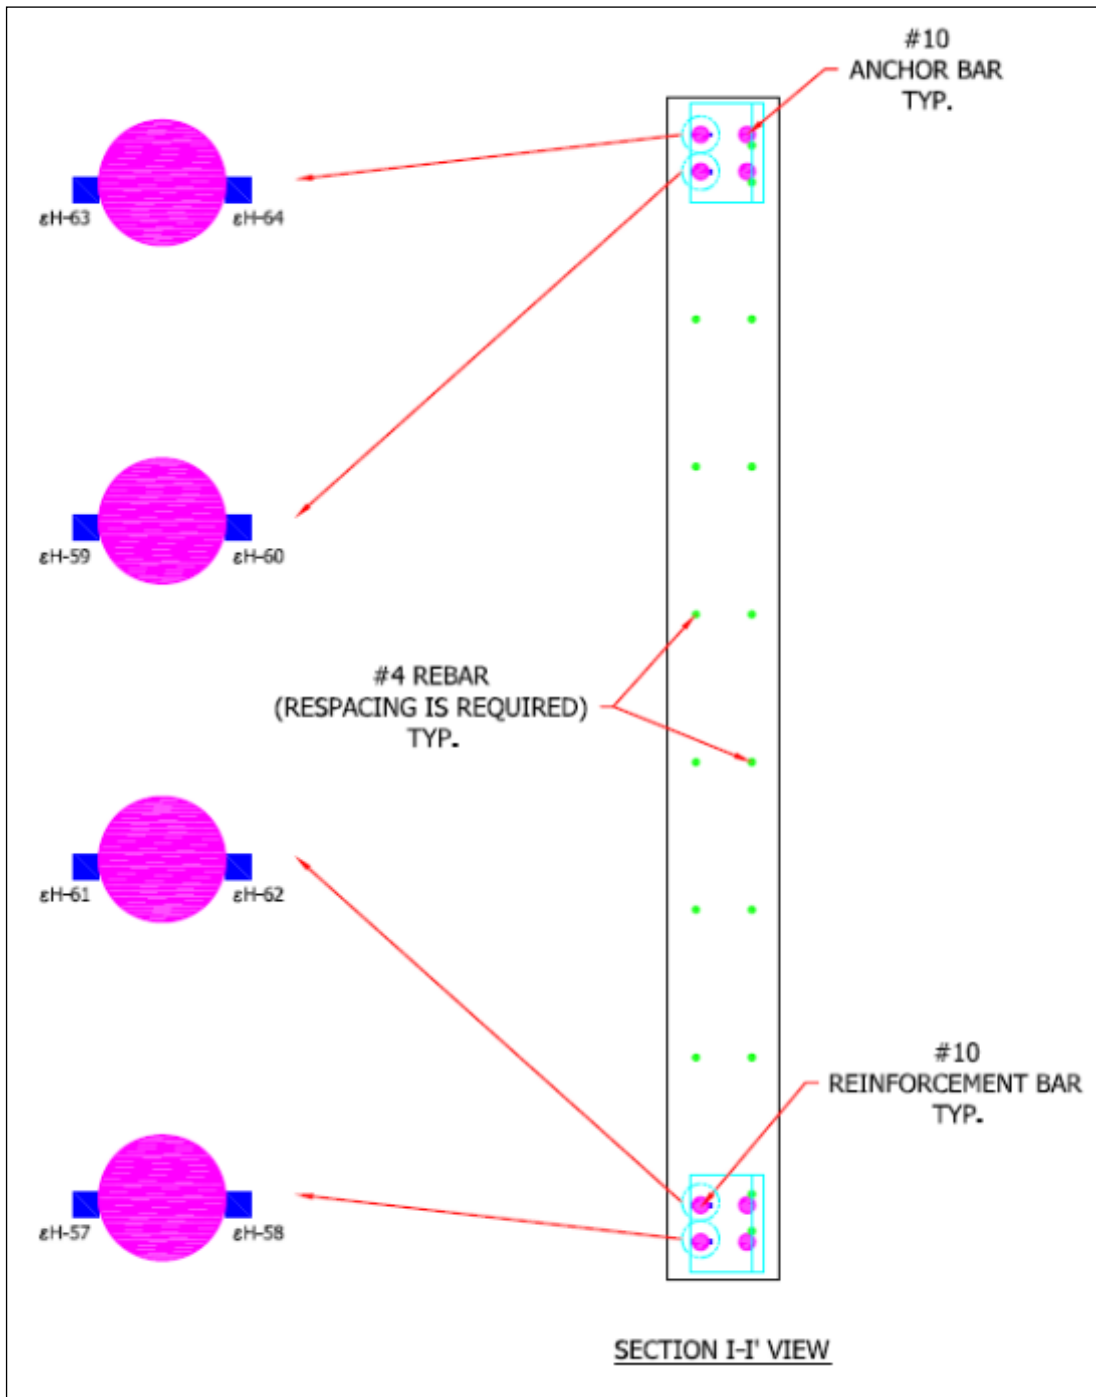 #10
ANCHOR BAR
TYP.
εH-63
εH-64
εH-59
εH-60
#4 REBAR
(RESPACING IS REQUIRED)
TYP.
εH-61
εH-62
#10
REINFORCEMENT BAR
TYP.
εH-57
εH-58
SECTION I-I' VIEW